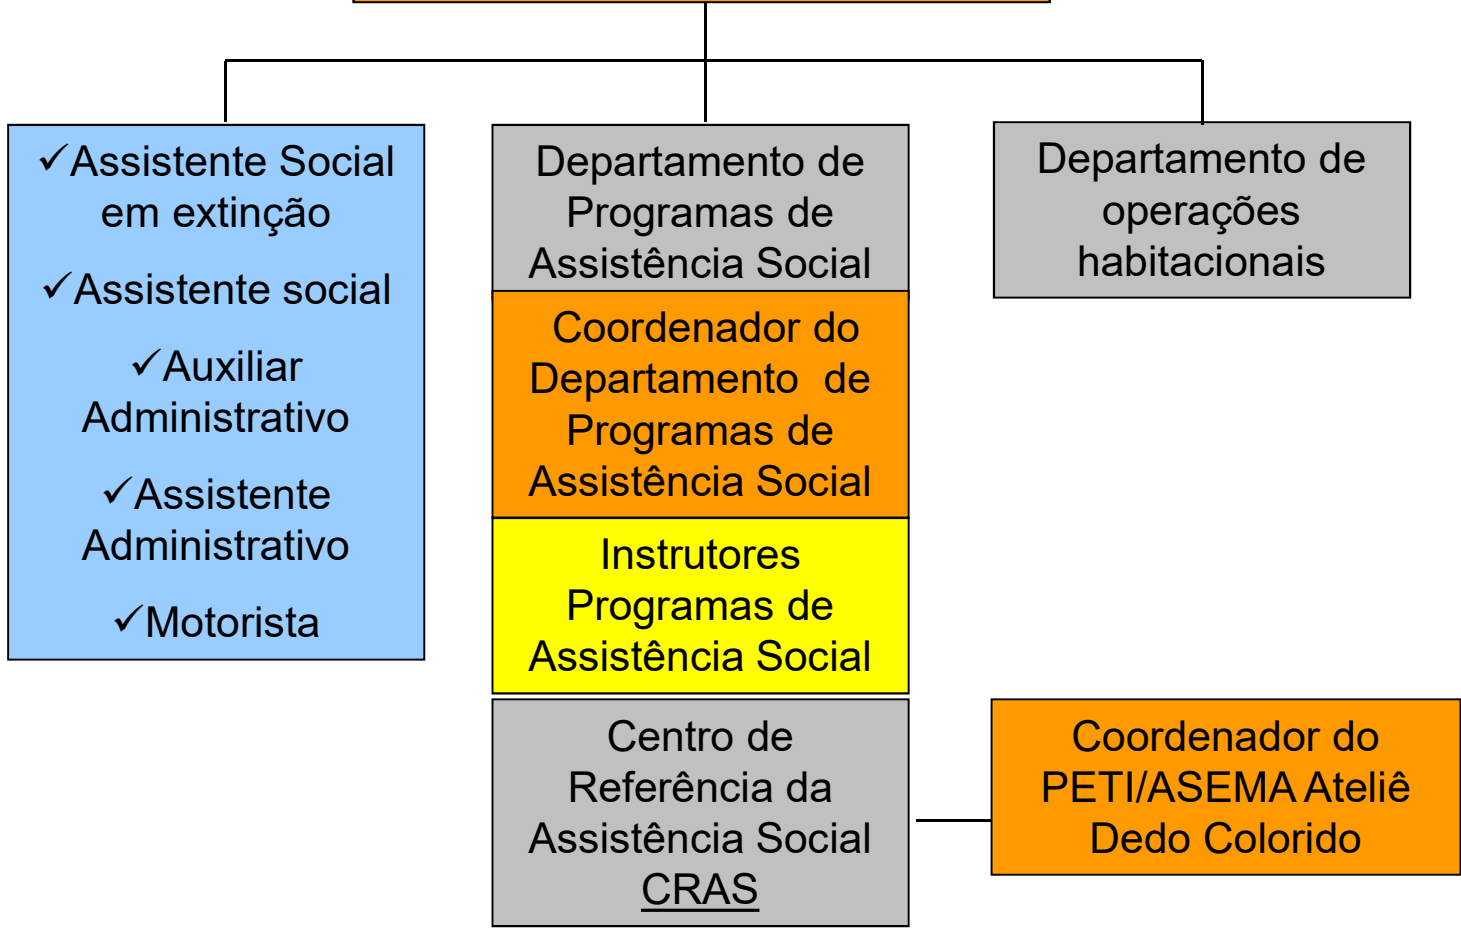 ✓Assistente Social
em extinção
✓Assistente social
✓Auxiliar
Administrativo
✓Assistente
Administrativo
✓Motorista
Departamento de
Programas de
Assistência Social
Coordenador do
Departamento de
Programas de
Assistência Social
Instrutores
Programas de
Assistência Social
Centro de
Referência da
Assistência Social
CRAS
Departamento de
operações
habitacionais
Coordenador do
PETI/ASEMA Ateliê
Dedo Colorido